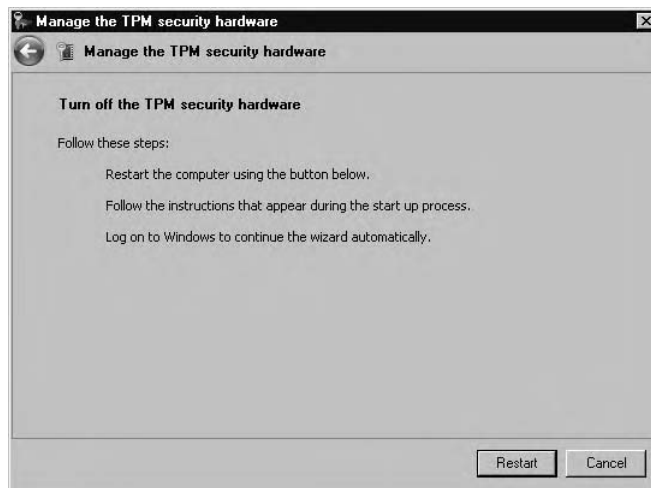 Manage the TPM security hardware
Manage the TPM security hardware
Turn off the TPM security hardware
Follow these steps:
Restart the computer using the button below.
Follow the instructions that appear during the start up process.
Log on to Windows to continue the wizard automatically.
Restart
Cancel